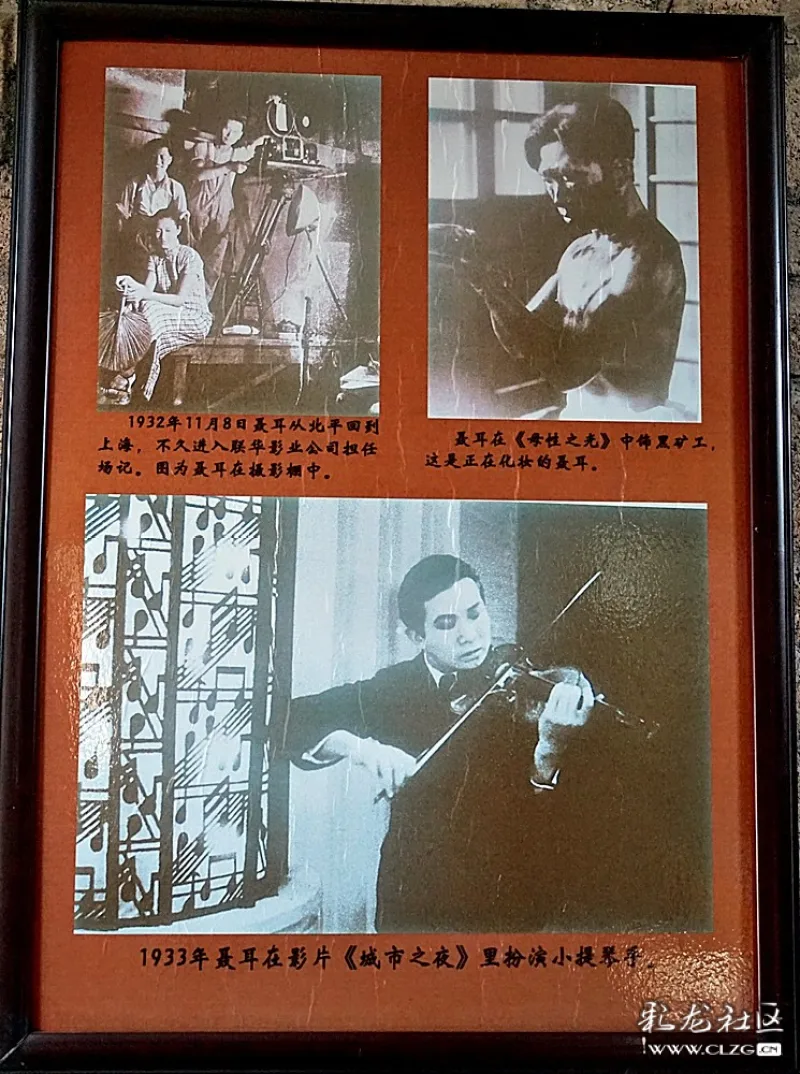 1932年11月8日聂耳从北平回到
上海，不久进入联华影业公司担任
场记。图为聂耳在摄影棚中。
聂耳在《母性之光》中饰黑矿工，
这是正在化妆的聂耳。
1933年聂耳在影片《城市之夜》里扮演小提琴手。
彩龙社区
WWW.CLZG.CN